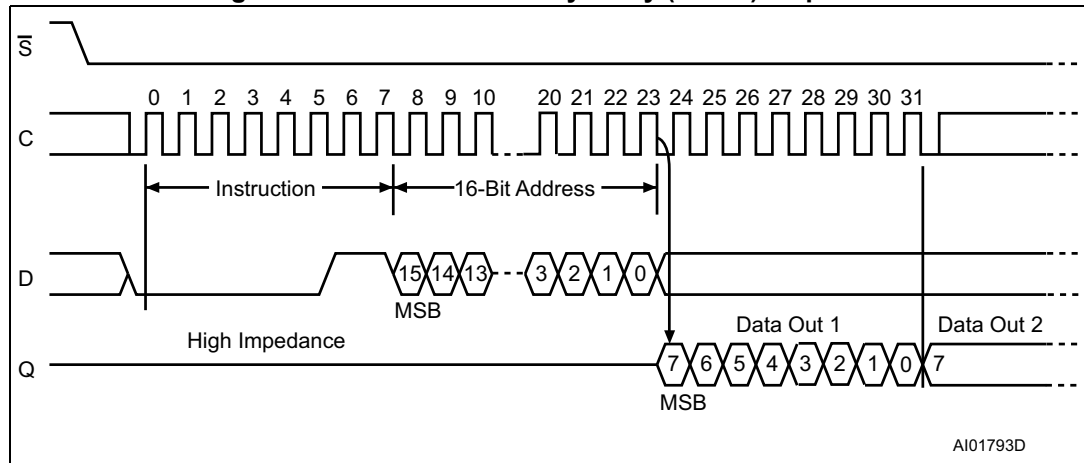 S
0 1 2 3 4 5 6 7 8 9 10 20 21 22 23 24 25 26 27 28 29 30 31
C
Instruction 16-Bit Address
D 15 14 13 3 2 1 0
MSB
High Impedance Data Out 1 Data Out 2
Q 7 6 5 4 3 2 1 0 7
MSB
AI01793D